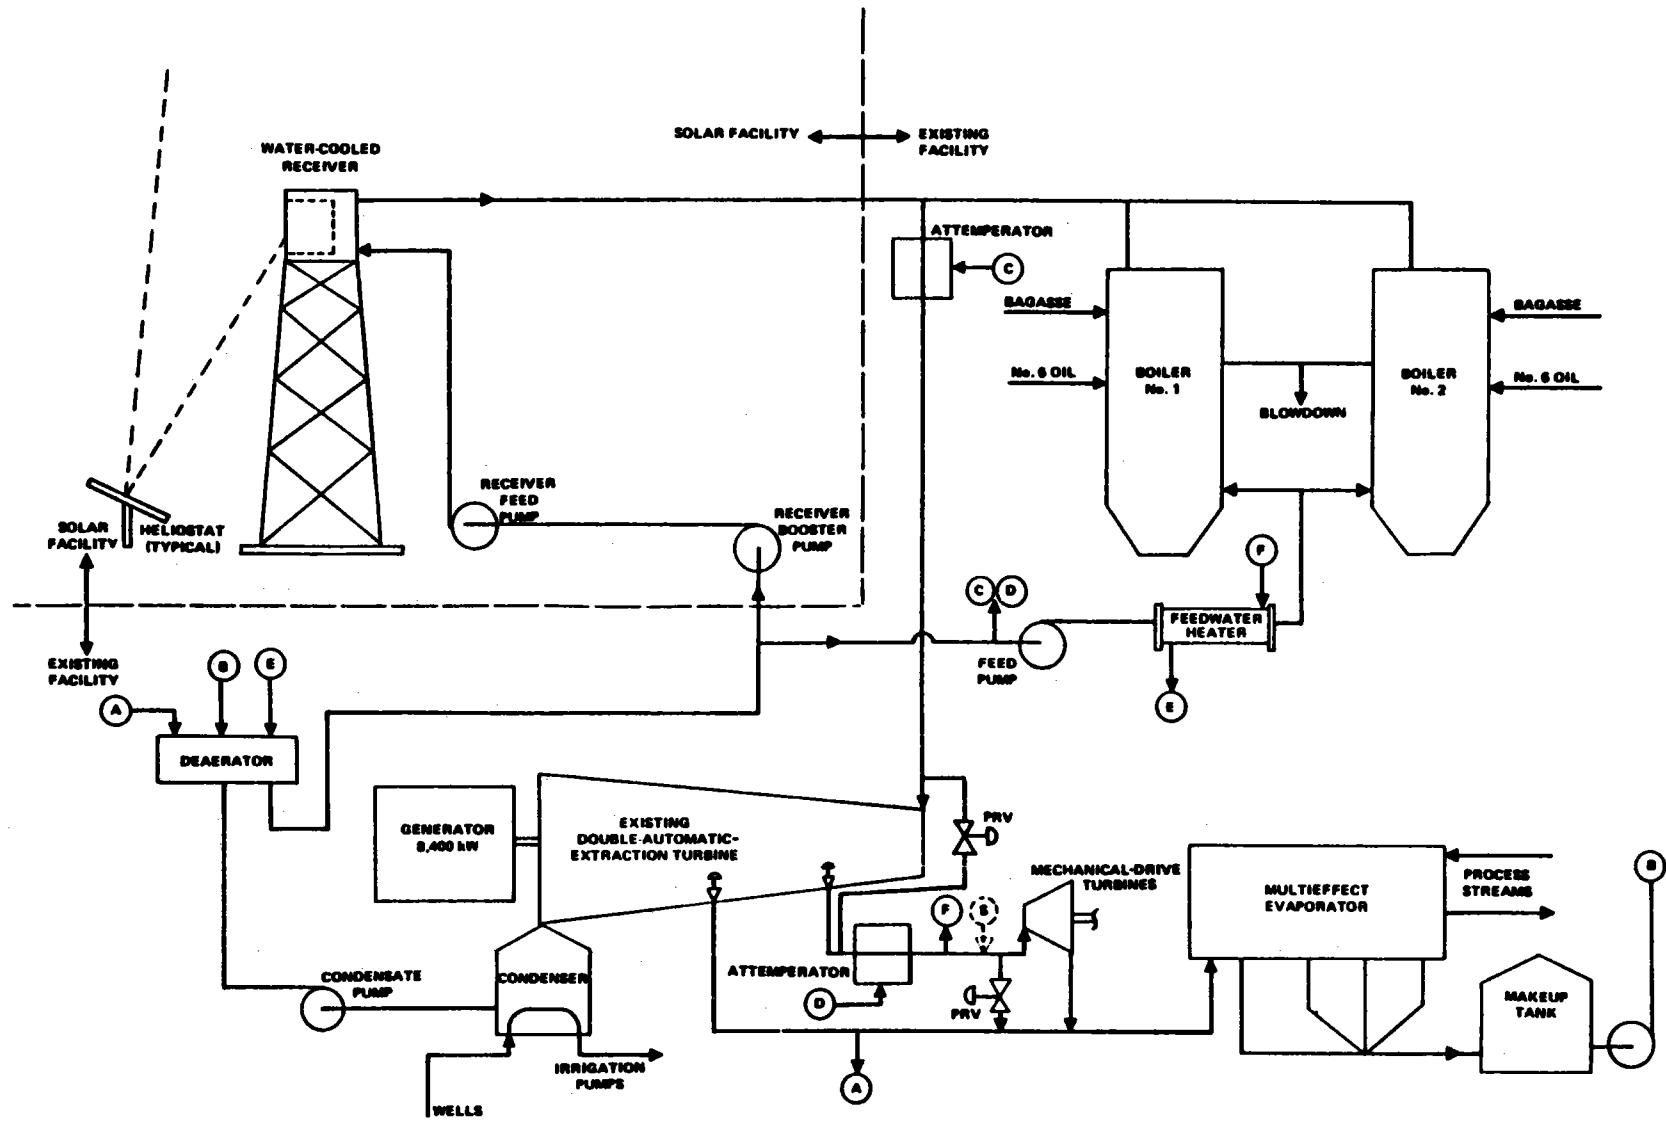 SOLAR FACILITY
EXISTING
FACILITY
WATER-COOLED
RECEIVER
ATTEMPERATOR
C
BAGASSE
No. 6 OIL
BOILER
No. 1
BLOWDOWN
BOILER
No. 2
BAGASSE
No. 6 OIL
RECEIVER
FEED
PUMP
RECEIVER
BOOSTER
PUMP
SOLAR
FACILITY
HELIOSTAT
(TYPICAL)
EXISTING
FACILITY
C
D
F
FEEDWATER
HEATER
FEED
PUMP
E
B
E
A
DEAERATOR
GENERATOR
8,400 kW
EXISTING
DOUBLE-AUTOMATIC-
EXTRACTION TURBINE
PRV
MECHANICAL-DRIVE
TURBINES
F
S
MULTIEFFECT
EVAPORATOR
PROCESS
STREAMS
B
CONDENSATE
PUMP
CONDENSER
ATTEMPERATOR
D
PRV
MAKEUP
TANK
IRRIGATION
PUMPS
A
WELLS